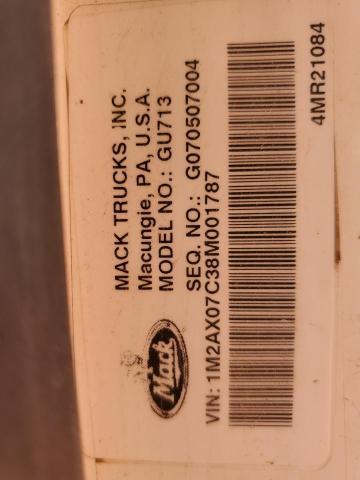 MACK TRUCKS, INC.
Macungie, PA, U.S.A.
MODEL NO.: GU713
SEQ. NO.: G070507004
Mack
VIN: 1M2AX07C38M001787
4MR21084